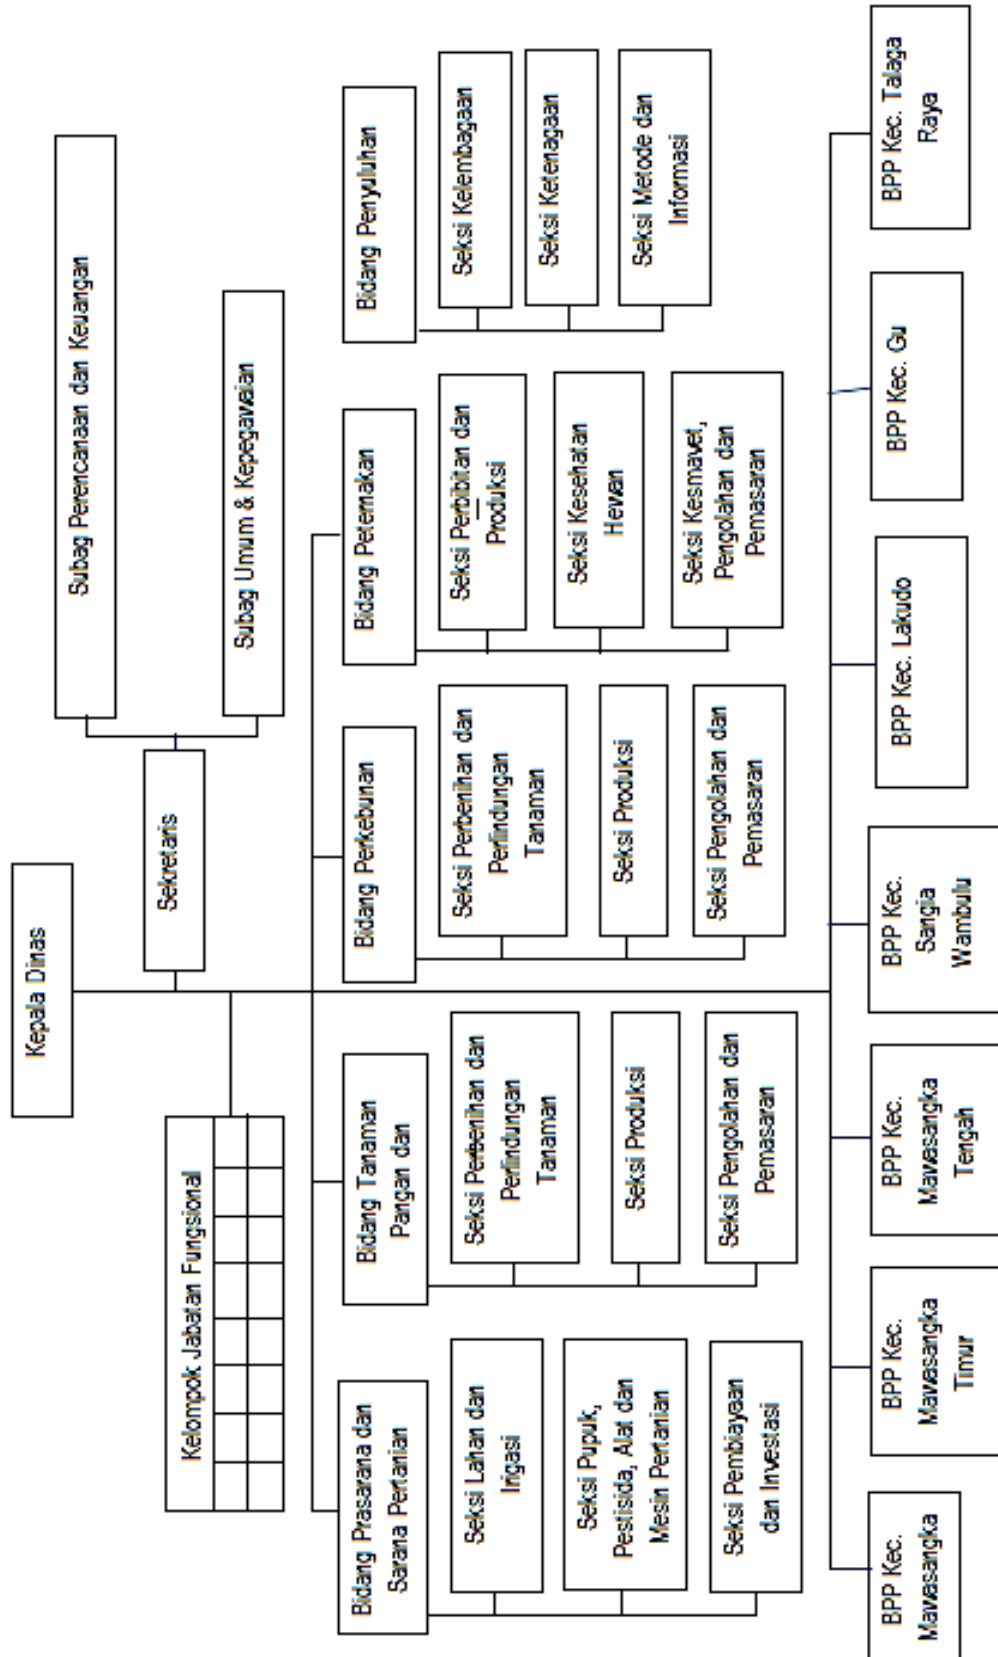 Kepala Dinas
Sekretaris
Subag Perencanaan dan Keuangan
Subag Umum & Kepegawaian
Kelompok Jabatan Fungsional
Bidang Prasarana dan
Sarana Pertanian
Seksi Lahan dan
Irigasi
Seksi Pupuk,
Pestisida, Alat dan
Mesin Pertanian
Seksi Pembiayaan
dan Investasi
Bidang Tanaman
Pangan dan
Seksi Perbenihan dan
Perlindungan
Tanaman
Seksi Produksi
Seksi Pengolahan dan
Pemasaran
Bidang Perkebunan
Seksi Perbenihan dan
Perlindungan
Tanaman
Seksi Produksi
Seksi Pengolahan dan
Pemasaran
Bidang Peternakan
Seksi Perbibitan dan
Produksi
Seksi Kesehatan
Hewan
Seksi Kesmavet,
Pengolahan dan
Pemasaran
Bidang Penyuluhan
Seksi Kelembagaan
Seksi Ketenagaan
Seksi Metode dan
Informasi
BPP Kec.
Mawasangka
BPP Kec.
Mawasangka
Timur
BPP Kec.
Mawasangka
Tengah
BPP Kec.
Sangia
Wambulu
BPP Kec. Lakudo
BPP Kec. Gu
BPP Kec. Talaga
Raya